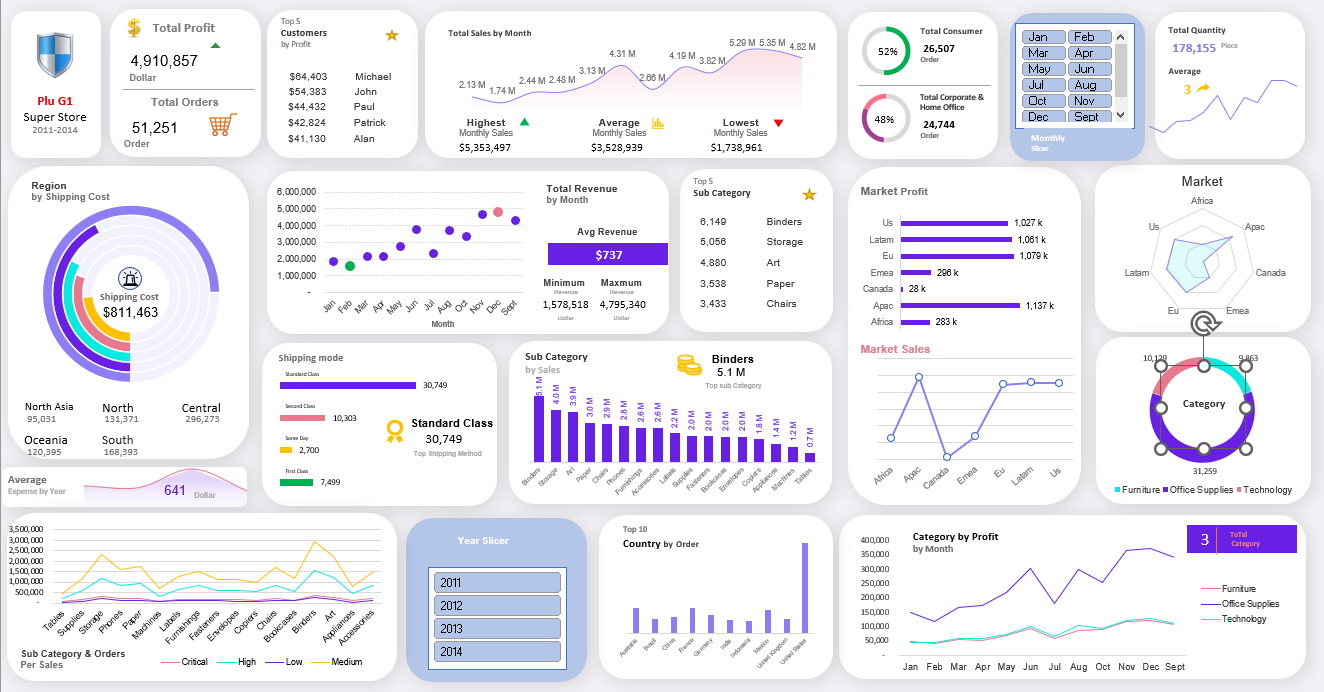 Plu G1
Super Store
2011-2014
Total Profit
4,910,857
Dollar
Total Orders
51,251
Order
Top 5
Customers
by Profit
$64,403 Michael
$54,383 John
$44,432 Paul
$42,824 Patrick
$41,130 Alan
Total Sales by Month
2.13 M
1.74 M
2.44 M
2.48 M
3.13 M
4.31 M
2.66 M
4.19 M
3.82 M
5.29 M
5.35 M
4.82 M
Highest
Monthly Sales
$5,353,497
Average
Monthly Sales
$3,528,939
Lowest
Monthly Sales
$1,738,961
52%
Total Consumer
26,507
Order
48%
Total Corporate &
Home Office
24,744
Order
Jan Feb
Mar Apr
May Jun
Jul Aug
Oct Nov
Dec Sept
Monthly
Slicer
Total Quantity
178,155 Piece
Average
3
Region
by Shipping Cost
Shipping Cost
$811,463
North Asia
95,031
North
131,371
Central
296,273
Oceania
120,395
South
168,393
Average
Expense by Year
641 Dollar
6,000,000
5,000,000
4,000,000
3,000,000
2,000,000
1,000,000
-
Jan Feb Mar Apr May Jun Jul Aug Oct Nov Dec Sept
Month
Total Revenue
by Month
Avg Revenue
$737
Minimum
Revenue
1,578,518
Dollar
Maxmum
Revenue
4,795,340
Dollar
Top 5
Sub Category
6,149 Binders
5,056 Storage
4,880 Art
3,538 Paper
3,433 Chairs
Market Profit
Us 1,027 k
Latam 1,061 k
Eu 1,079 k
Emea 296 k
Canada 28 k
Apac 1,137 k
Africa 283 k
Market Sales
Africa Apac Canada Emea Eu Latam Us
Market
Africa
Us
Apac
Latam
Canada
Eu
Emea
10,129
9,863
Category
31,259
Furniture Office Supplies Technology
Shipping mode
Standard Class
30,749
Second Class
10,303
Same Day
2,700
First Class
7,499
Standard Class
30,749
Top Shipping Method
Sub Category
by Sales
Binders
5.1 M
Top sub Category
5.1 M
4.0 M
3.9 M
3.0 M
2.9 M
2.8 M
2.6 M
2.6 M
2.2 M
2.0 M
2.0 M
2.0 M
2.0 M
1.8 M
1.4 M
1.2 M
0.7 M
Binders Storage Art Paper Chairs Phones Furnishings Accessories Labels Supplies Fasteners Bookcases Envelopes Copiers Appliances Machines Tables
3,500,000
3,000,000
2,500,000
2,000,000
1,500,000
1,000,000
500,000
-
Tables Supplies Storage Phones Paper Machines Labels Furnishings Fasteners Envelopes Copiers Chairs Bookcases Binders Art Appliances Accessories
Sub Category & Orders
Per Sales
Critical High Low Medium
Year Slicer
2011
2012
2013
2014
Top 10
Country by Order
Australia Brazil China France Germany India Indonesia Mexico United Kingdom United States
Category by Profit
by Month
400,000
350,000
300,000
250,000
200,000
150,000
100,000
50,000
-
Jan Feb Mar Apr May Jun Jul Aug Oct Nov Dec Sept
3
ToTal
Category
Furniture
Office Supplies
Technology